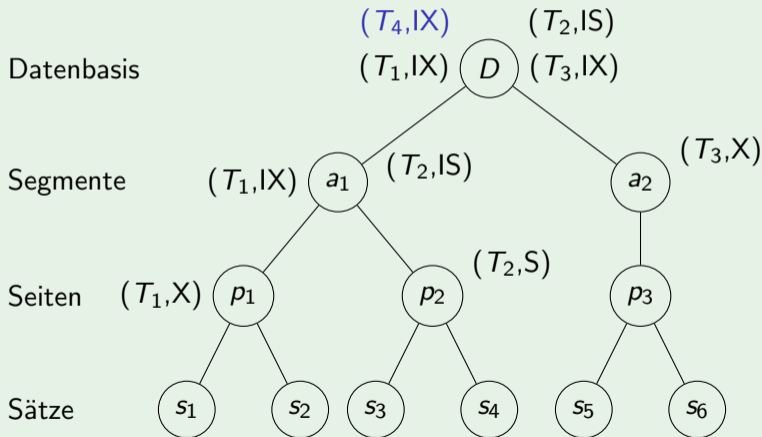 (T₄,IX) (T₂,IS)
Datenbasis (T₁,IX) D (T₃,IX)
Segmente (T₁,IX) a₁ (T₂,IS) a₂ (T₃,X)
Seiten (T₁,X) p₁ p₂ (T₂,S) p₃
Sätze s₁ s₂ s₃ s₄ s₅ s₆